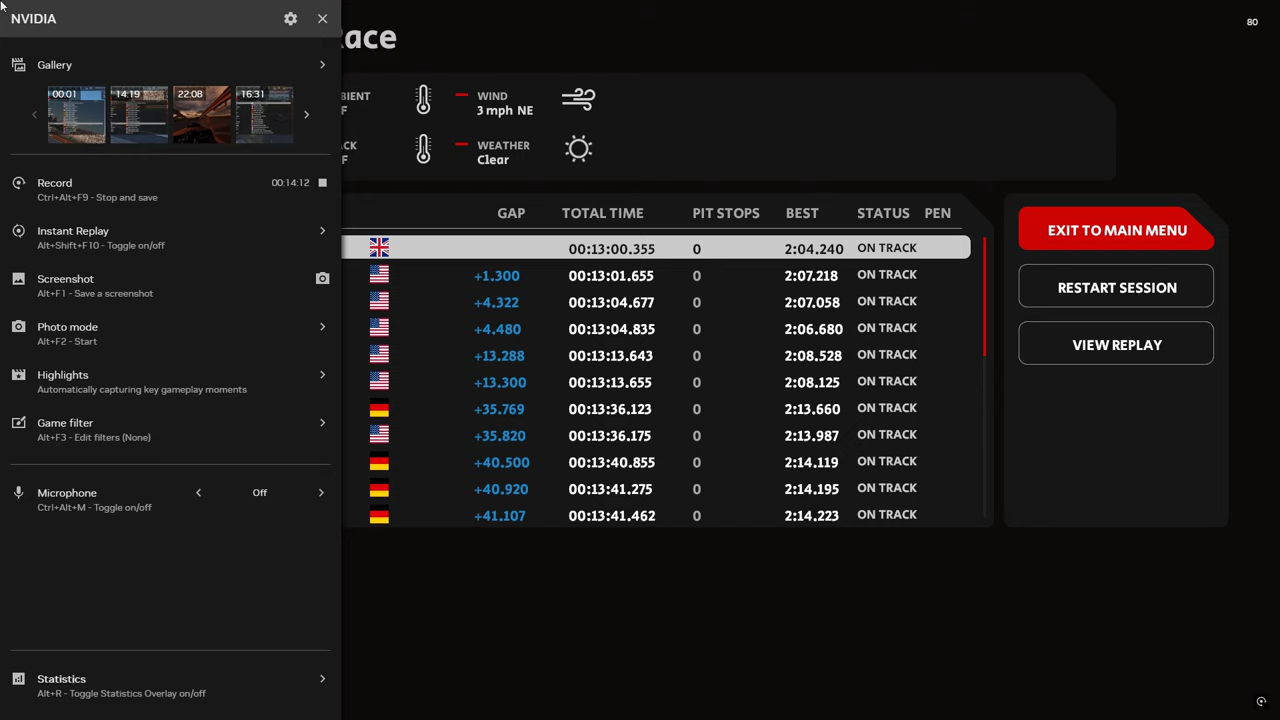 NVIDIA
Gallery
00:01 14:19 22:08 16:31
Record 00:14:12
Ctrl+Alt+F9 - Stop and save
Instant Replay
Alt+Shift+F10 - Toggle on/off
Screenshot
Alt+F1 - Save a screenshot
Photo mode
Alt+F2 - Start
Highlights
Automatically capturing key gameplay moments
Game filter
Alt+F3 - Edit filters (None)
Microphone Off
Ctrl+Alt+M - Toggle on/off
Statistics
Alt+R - Toggle Statistics Overlay on/off
ace
80
BIENT WIND
F 3 mph NE
CK WEATHER
F Clear
GAP TOTAL TIME PIT STOPS BEST STATUS PEN
00:13:00.355 0 2:04.240 ON TRACK
+1.300 00:13:01.655 0 2:07.218 ON TRACK
+4.322 00:13:04.677 0 2:07.058 ON TRACK
+4.480 00:13:04.835 0 2:06.680 ON TRACK
+13.288 00:13:13.643 0 2:08.528 ON TRACK
+13.300 00:13:13.655 0 2:08.125 ON TRACK
+35.769 00:13:36.123 0 2:13.660 ON TRACK
+35.820 00:13:36.175 0 2:13.987 ON TRACK
+40.500 00:13:40.855 0 2:14.119 ON TRACK
+40.920 00:13:41.275 0 2:14.195 ON TRACK
+41.107 00:13:41.462 0 2:14.223 ON TRACK
EXIT TO MAIN MENU
RESTART SESSION
VIEW REPLAY